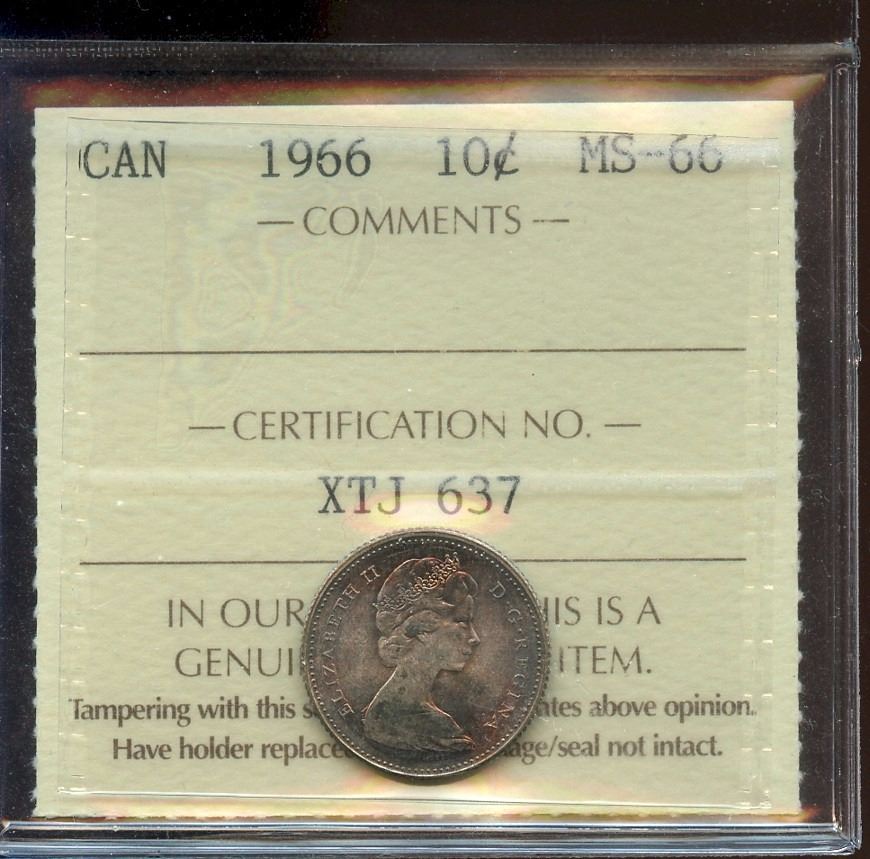 CAN 1966 10¢ MS-66
— COMMENTS —
— CERTIFICATION NO. —
XTJ 637
IN OUR HIS IS A
GENUI ITEM.
Tampering with this s ates above opinion.
Have holder replace age/seal not intact.
ELIZABETH II D·G·REGINA